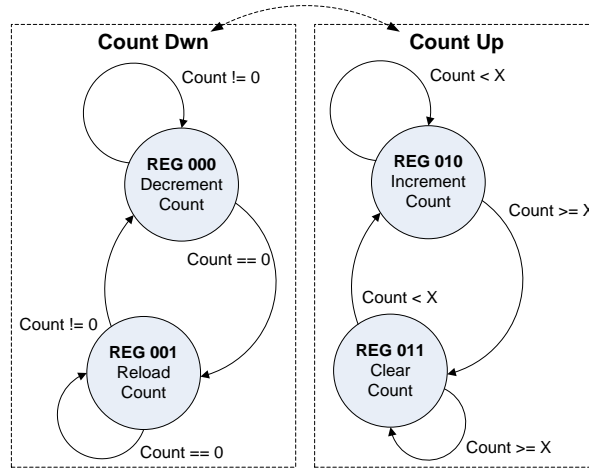 Count Dwn
Count != 0
REG 000
Decrement
Count
Count == 0
Count != 0
REG 001
Reload
Count
Count == 0
Count Up
Count < X
REG 010
Increment
Count
Count >= X
Count < X
REG 011
Clear
Count
Count >= X